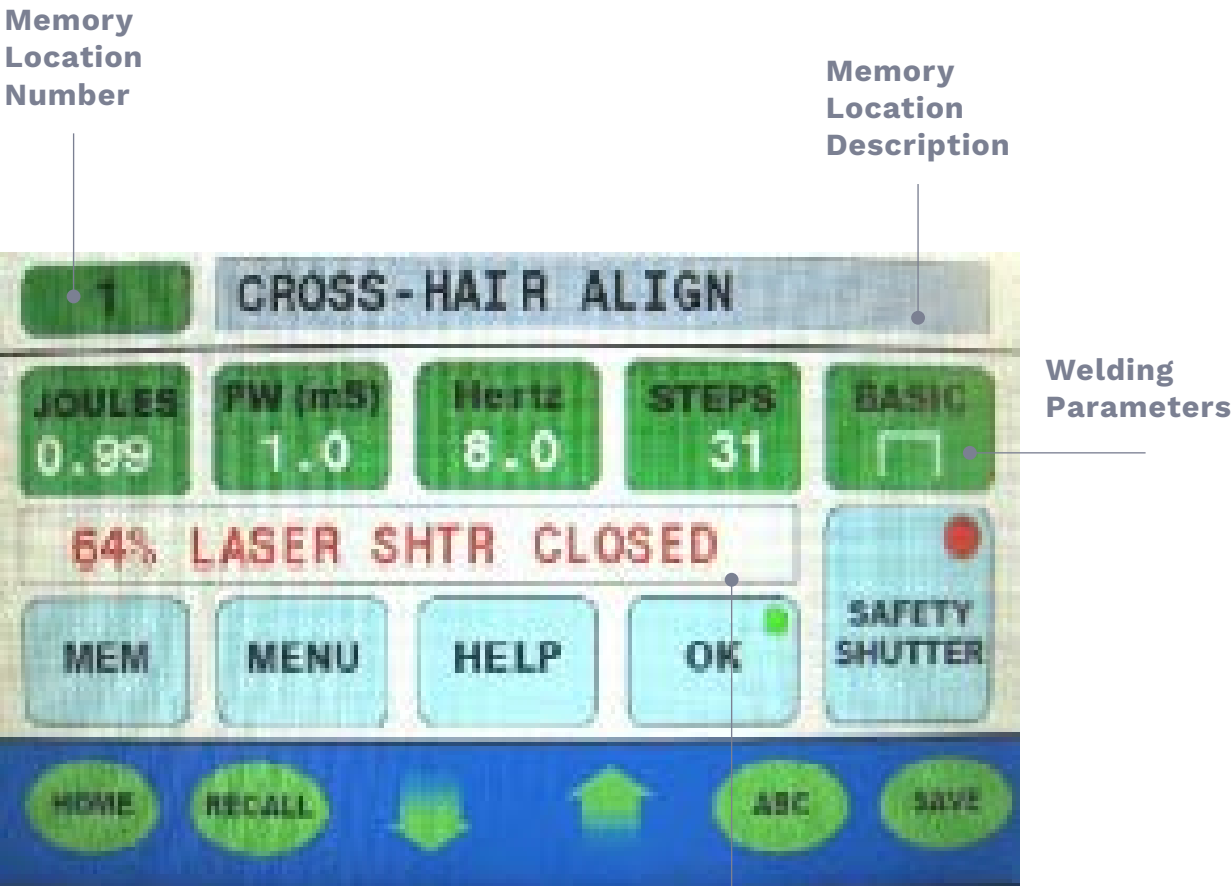 Memory
Location
Number
Memory
Location
Description
1 CROSS-HAIR ALIGN
JOULES PW (mS) Hertz STEPS BASIC
0.99 1.0 8.0 31
Welding
Parameters
64% LASER SHTR CLOSED
MEM MENU HELP OK SAFETY
SHUTTER
HOME RECALL ABC SAVE